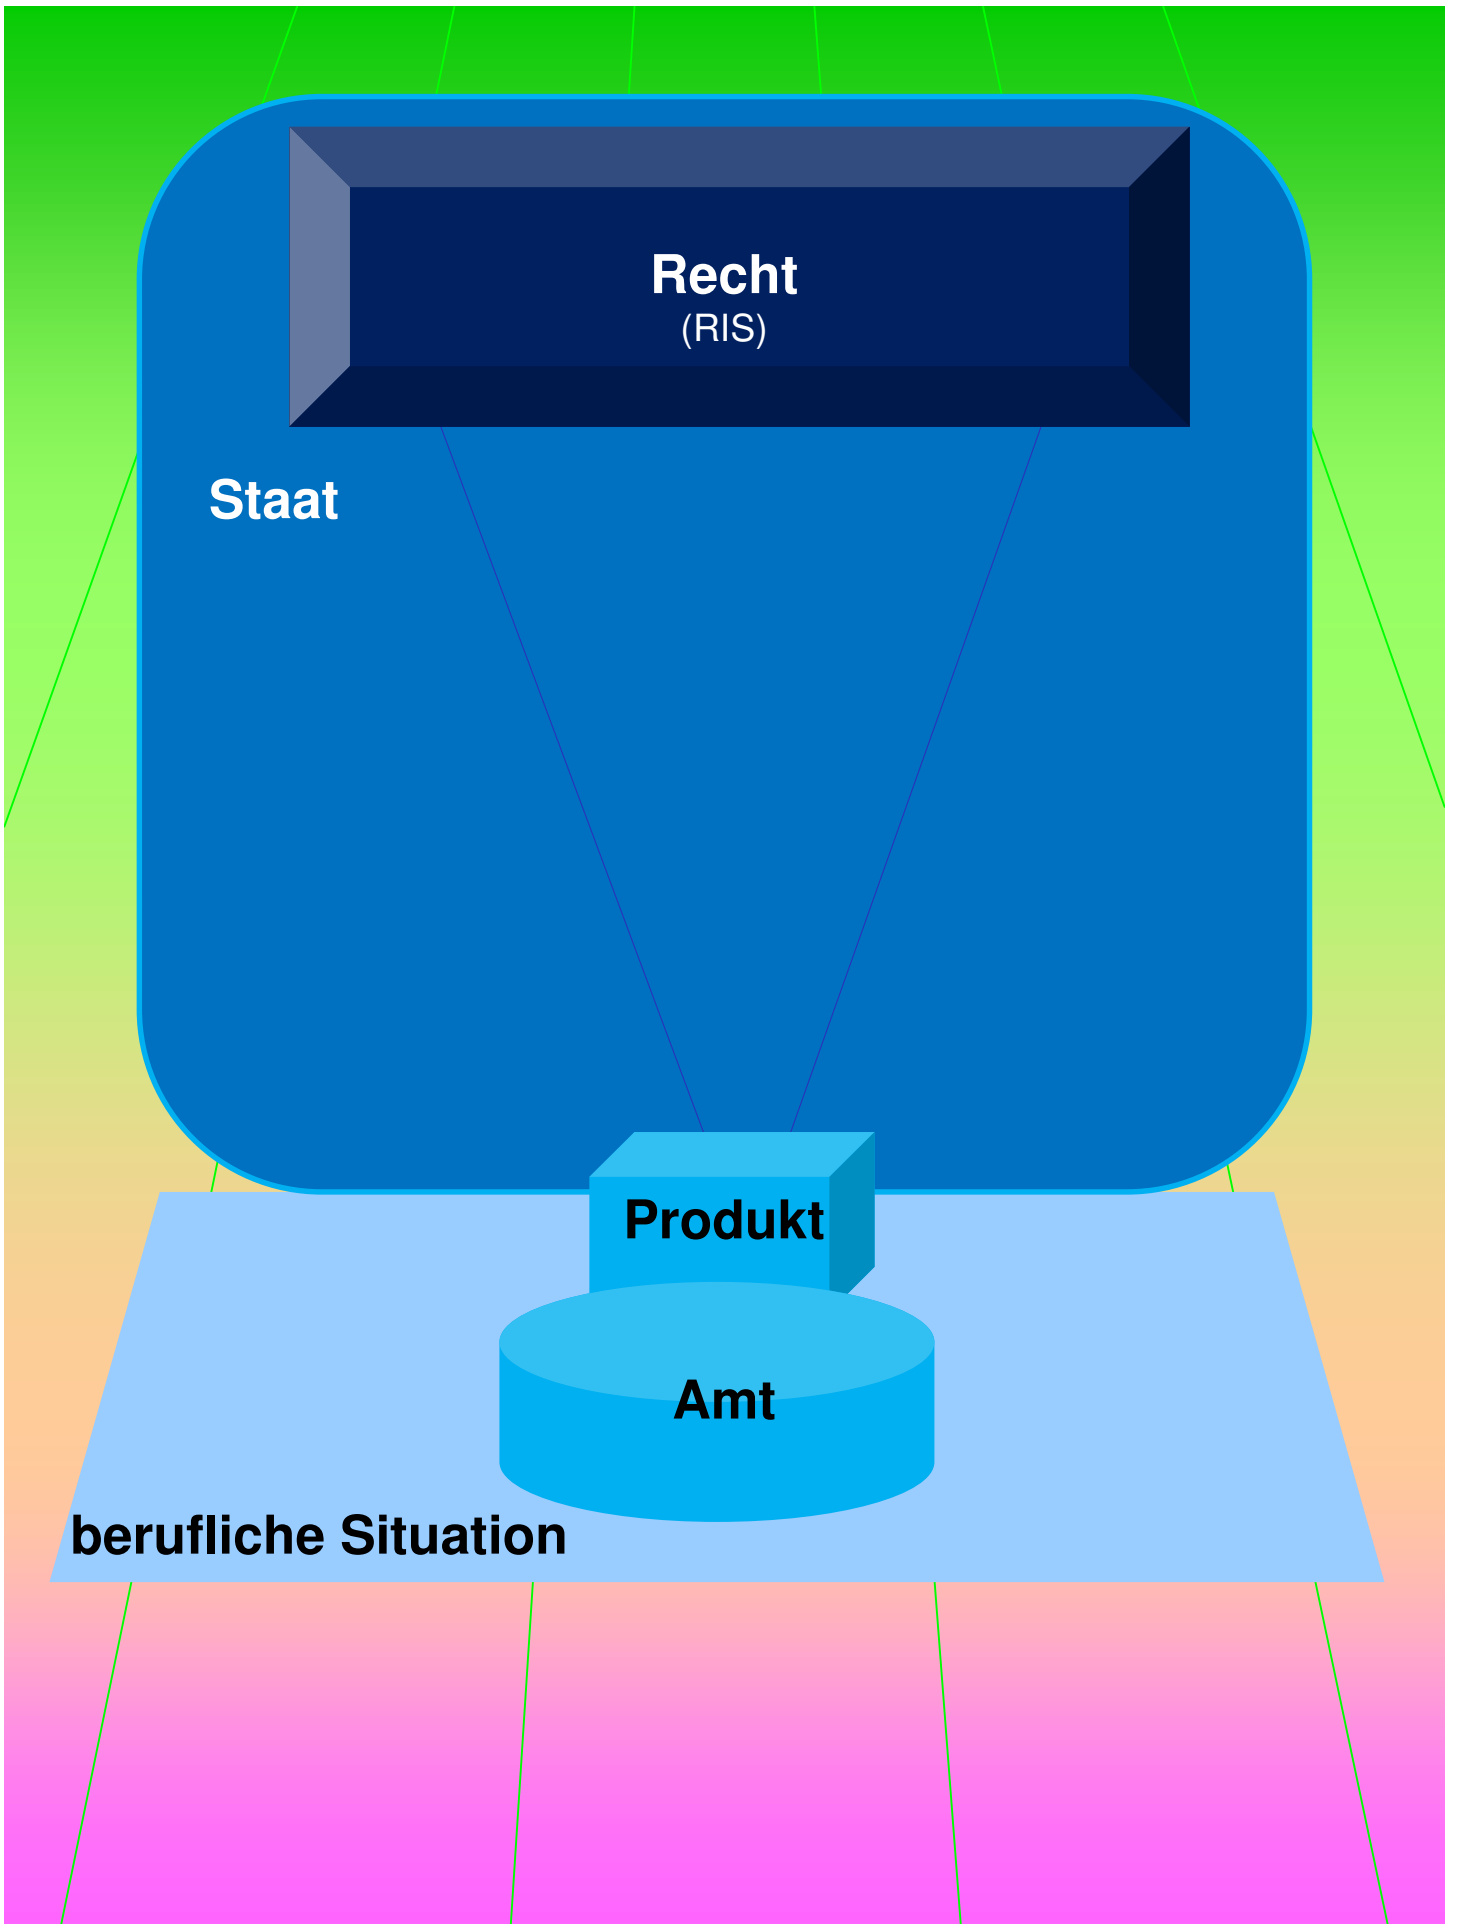 Recht
(RIS)
Staat
Produkt
Amt
berufliche Situation